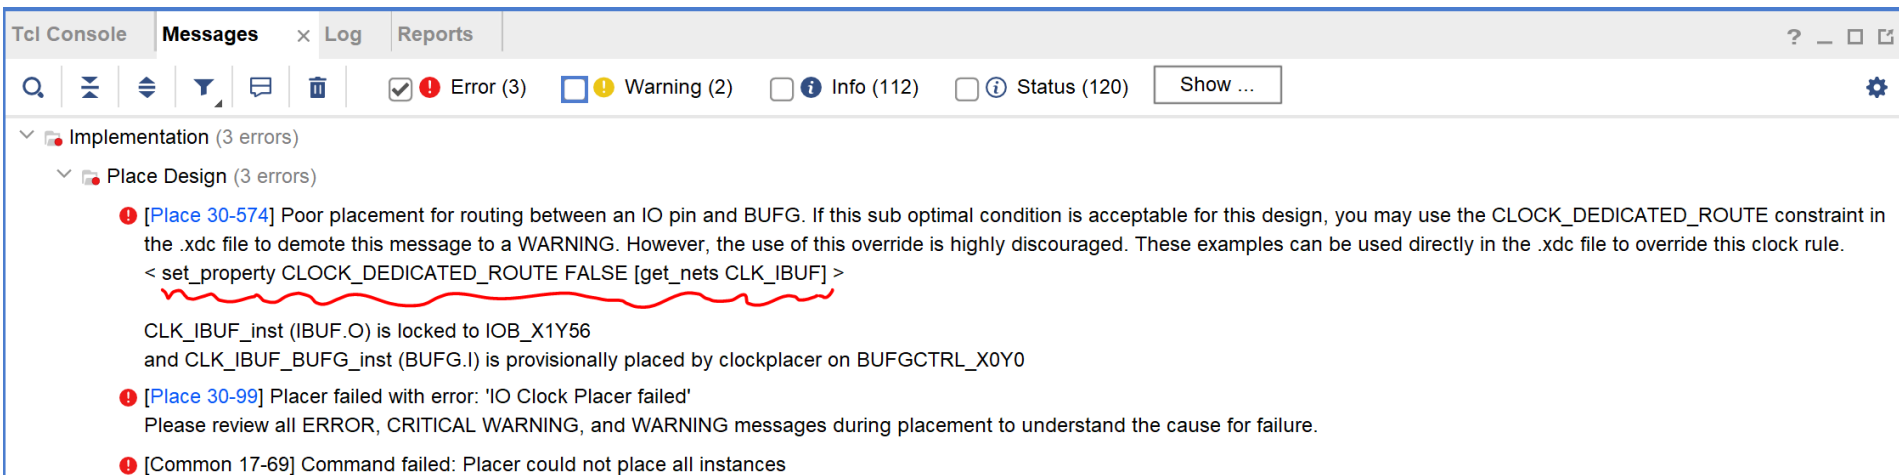 Tcl Console Messages × Log Reports ? _
Error (3) Warning (2) Info (112) Status (120) Show ...
Implementation (3 errors)
Place Design (3 errors)
[Place 30-574] Poor placement for routing between an IO pin and BUFG. If this sub optimal condition is acceptable for this design, you may use the CLOCK_DEDICATED_ROUTE constraint in
the .xdc file to demote this message to a WARNING. However, the use of this override is highly discouraged. These examples can be used directly in the .xdc file to override this clock rule.
< set_property CLOCK_DEDICATED_ROUTE FALSE [get_nets CLK_IBUF] >
CLK_IBUF_inst (IBUF.O) is locked to IOB_X1Y56
and CLK_IBUF_BUFG_inst (BUFG.I) is provisionally placed by clockplacer on BUFGCTRL_X0Y0
[Place 30-99] Placer failed with error: 'IO Clock Placer failed'
Please review all ERROR, CRITICAL WARNING, and WARNING messages during placement to understand the cause for failure.
[Common 17-69] Command failed: Placer could not place all instances